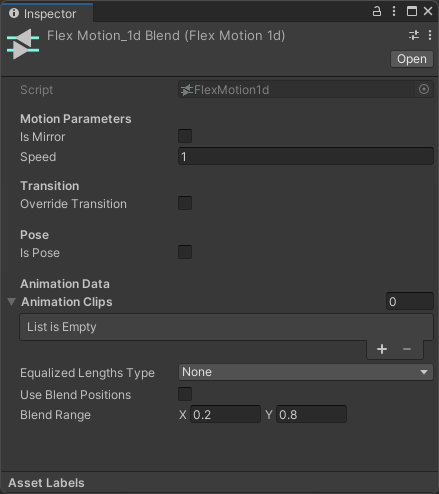 Inspector
Flex Motion_1d Blend (Flex Motion 1d)
Open
Script FlexMotion1d
Motion Parameters
Is Mirror
Speed 1
Transition
Override Transition
Pose
Is Pose
Animation Data
Animation Clips 0
List is Empty
Equalized Lengths Type None
Use Blend Positions
Blend Range X 0.2 Y 0.8
Asset Labels